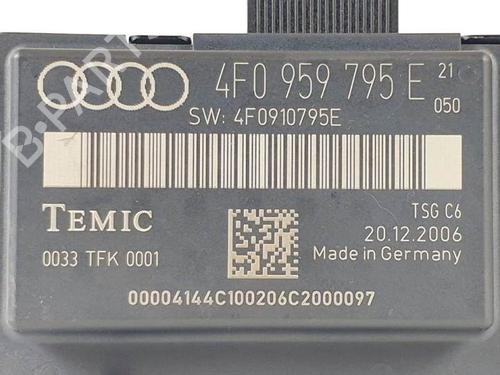 4F0 959 795 E 21
050
SW: 4F0910795E
TEMIC
TSG C6
20.12.2006
0033 TFK 0001
Made in Germany
00004144C100206C2000097
B-PARTS